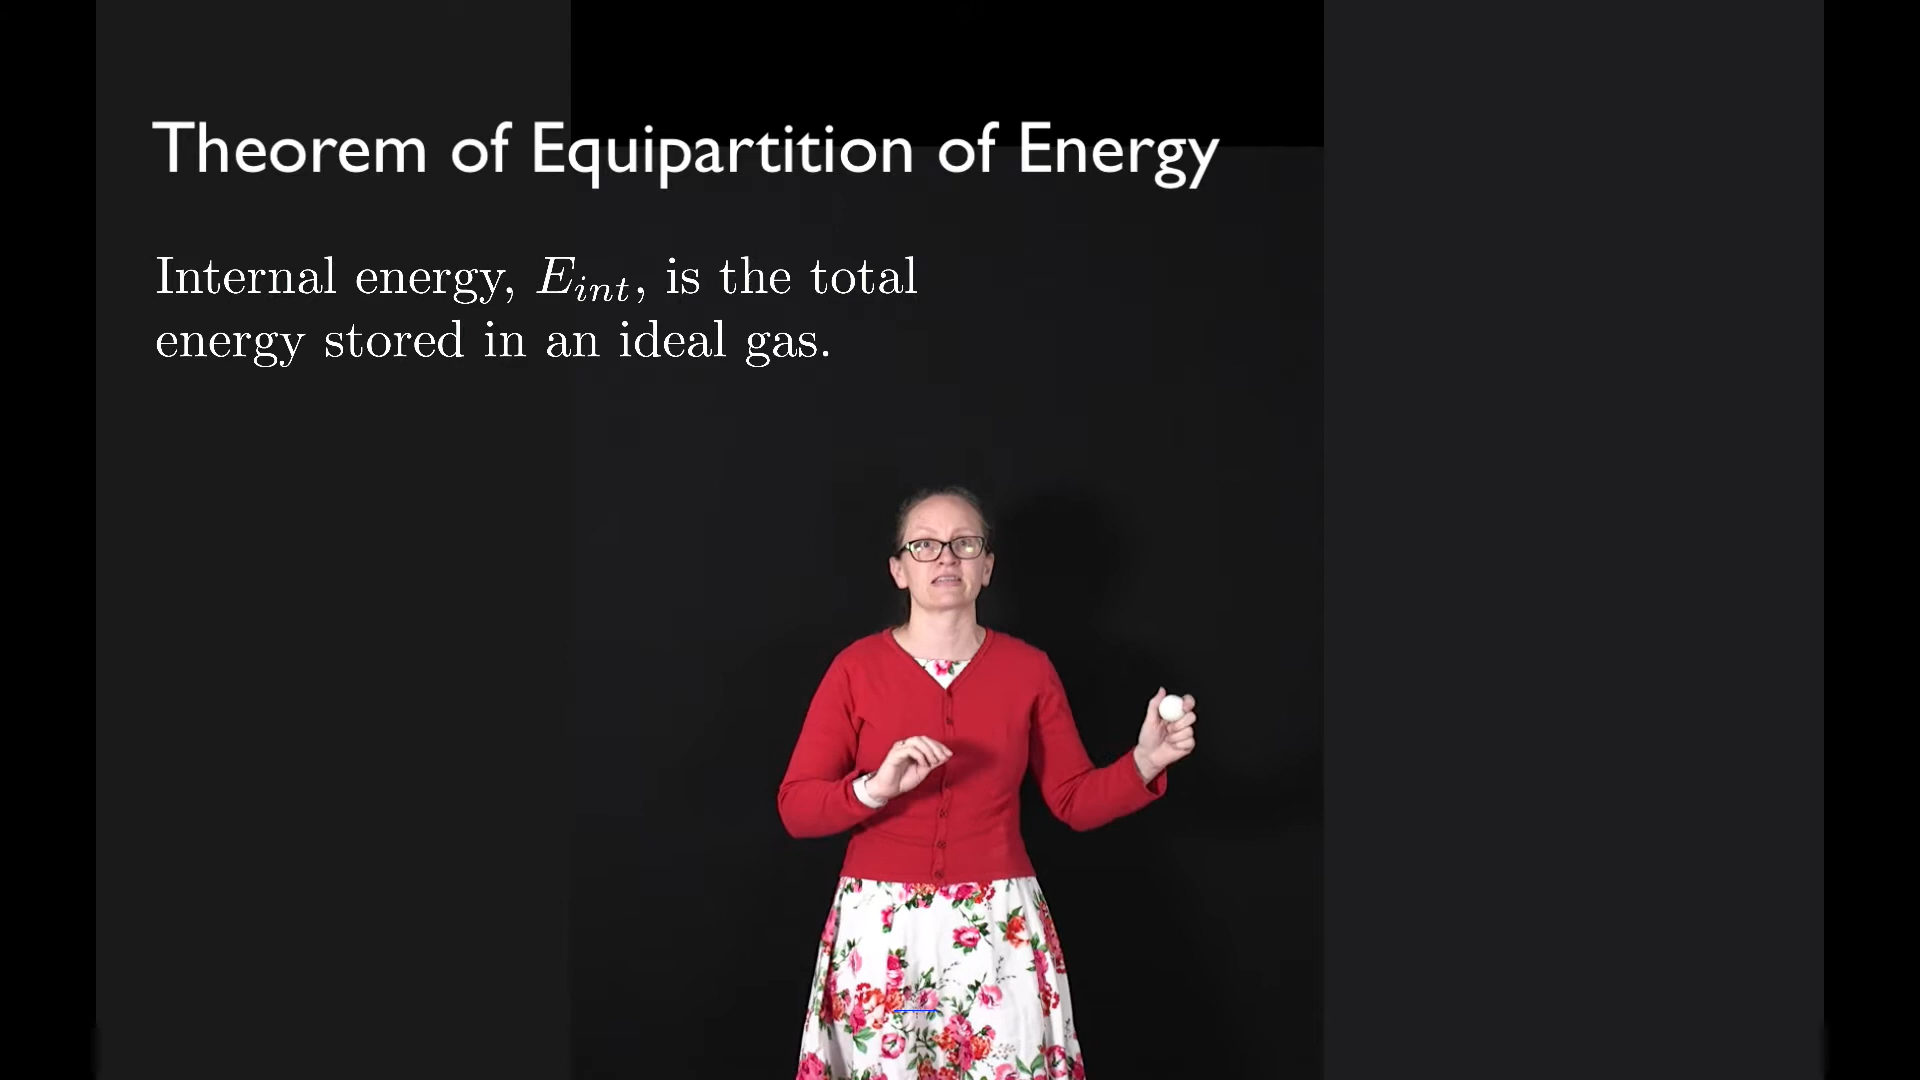 Theorem of Equipartition of Energy
Internal energy, $E_{int}$, is the total
energy stored in an ideal gas.